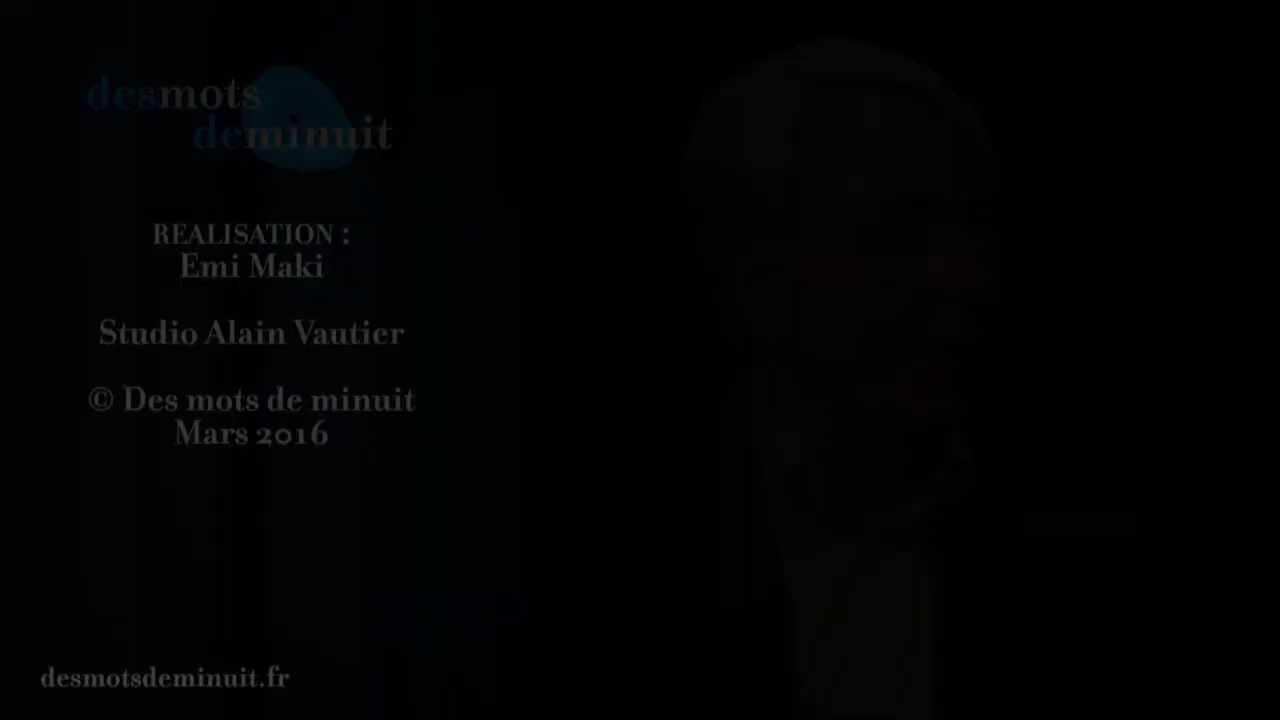 desmots
deminuit
REALISATION :
Emi Maki
Studio Alain Vautier
© Des mots de minuit
Mars 2016
desmotsdeminuit.fr